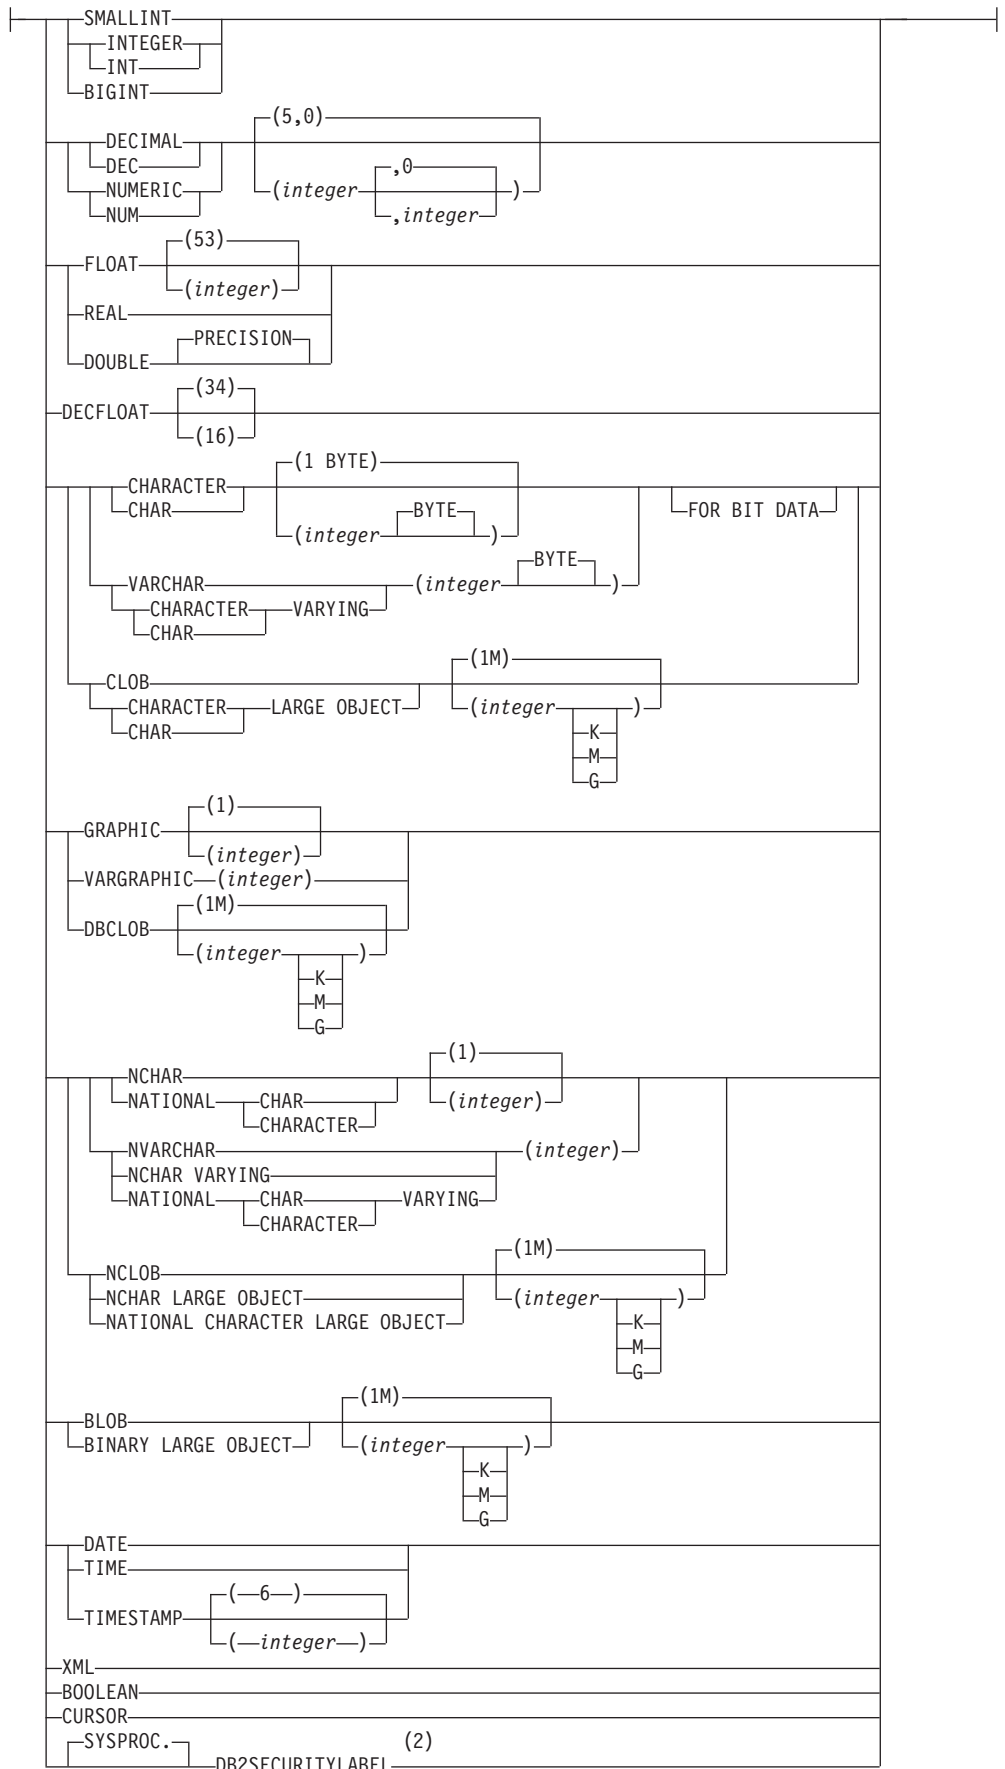 SMALLINT
INTEGER
INT
BIGINT
(5,0)
DECIMAL
DEC ,0
NUMERIC (integer )
NUM ,integer
(53)
FLOAT
(integer)
REAL
PRECISION
DOUBLE
(34)
DECFLOAT
(16)
(1 BYTE)
CHARACTER
CHAR BYTE FOR BIT DATA
(integer )
BYTE
VARCHAR (integer )
CHARACTER VARYING
CHAR
(1M)
CLOB
CHARACTER LARGE OBJECT (integer )
CHAR K
M
G
(1)
GRAPHIC
(integer)
VARGRAPHIC (integer)
(1M)
DBCLOB
(integer )
K
M
G
(1)
NCHAR
NATIONAL CHAR (integer)
CHARACTER
NVARCHAR (integer)
NCHAR VARYING
NATIONAL CHAR VARYING
CHARACTER
(1M)
NCLOB
NCHAR LARGE OBJECT (integer )
NATIONAL CHARACTER LARGE OBJECT K
M
G
(1M)
BLOB
BINARY LARGE OBJECT (integer )
K
M
G
DATE
TIME
( 6 )
TIMESTAMP
( integer )
XML
BOOLEAN
CURSOR
SYSPROC. (2)
DB2SECURITYLABEL